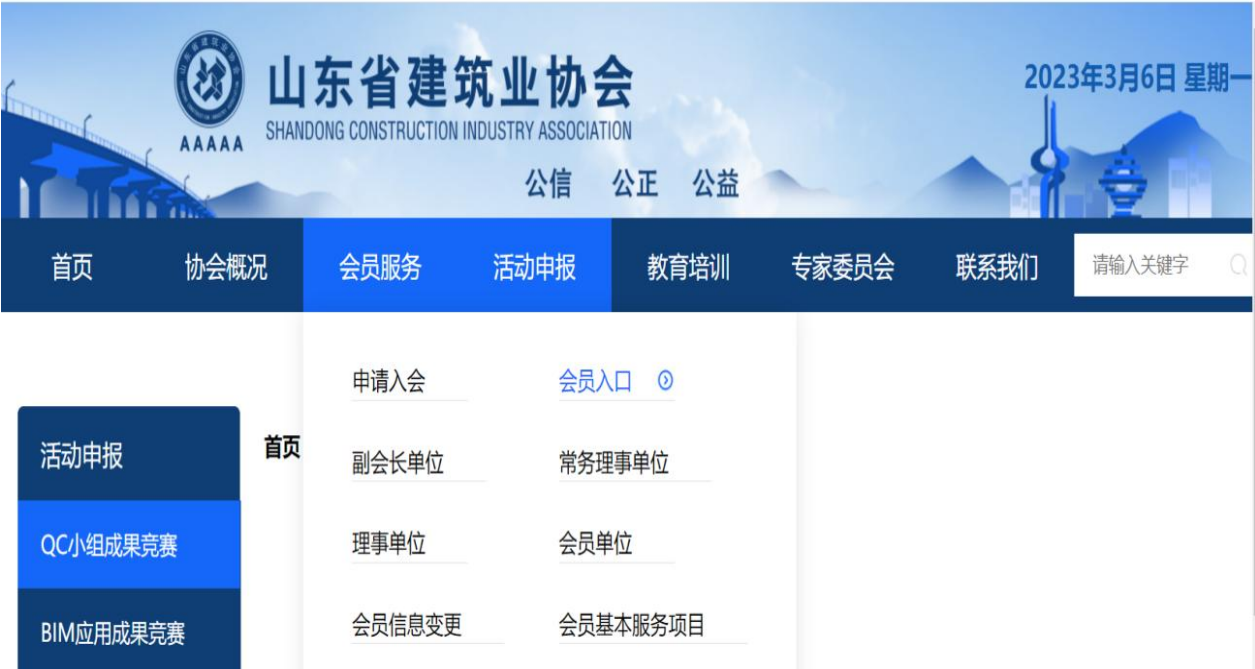 山东省建筑业协会
SHANDONG CONSTRUCTION INDUSTRY ASSOCIATION
AAAAA
公信 公正 公益
2023年3月6日 星期一
首页 协会概况 会员服务 活动申报 教育培训 专家委员会 联系我们 请输入关键字
申请入会 会员入口
活动申报 首页 副会长单位 常务理事单位
QC小组成果竞赛 理事单位 会员单位
BIM应用成果竞赛 会员信息变更 会员基本服务项目